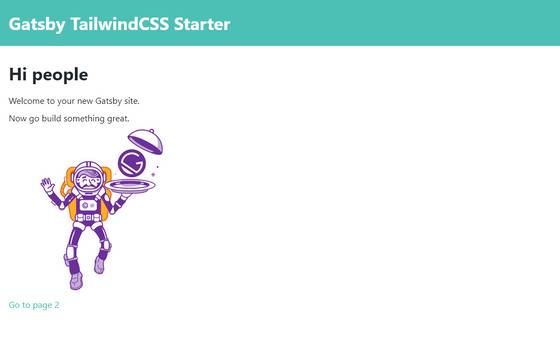 Gatsby TailwindCSS Starter
Hi people
Welcome to your new Gatsby site.
Now go build something great.
Go to page 2